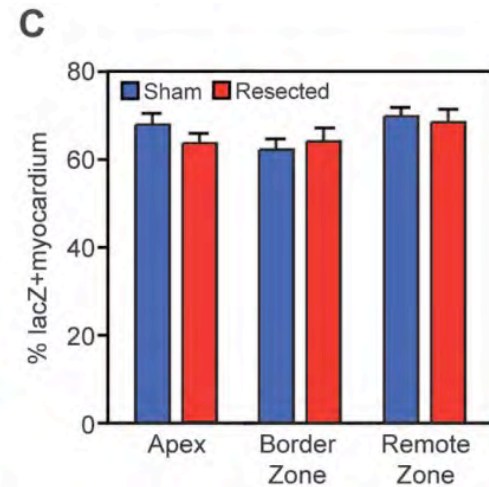 C
80
Sham Resected
60
40
20
0
% lacZ+myocardium
Apex Border Remote
Zone Zone